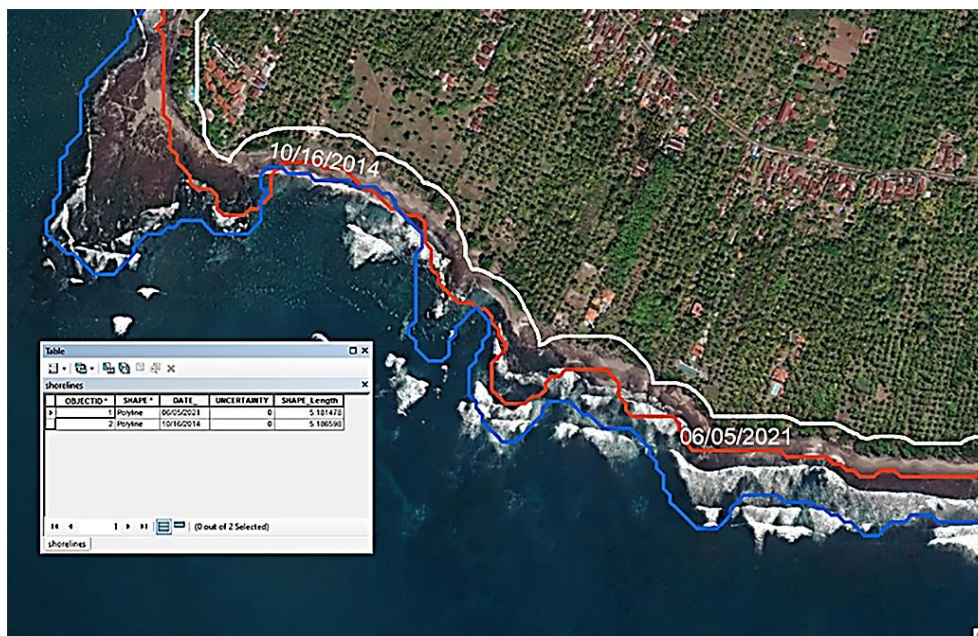 10/16/2014
06/05/2021
Table
shorelines
OBJECTID * SHAPE * DATE_ UNCERTAINTY SHAPE_Length
1 Polyline 06/05/2021 0 5.181478
2 Polyline 10/16/2014 0 5.186598
1 (0 out of 2 Selected)
shorelines